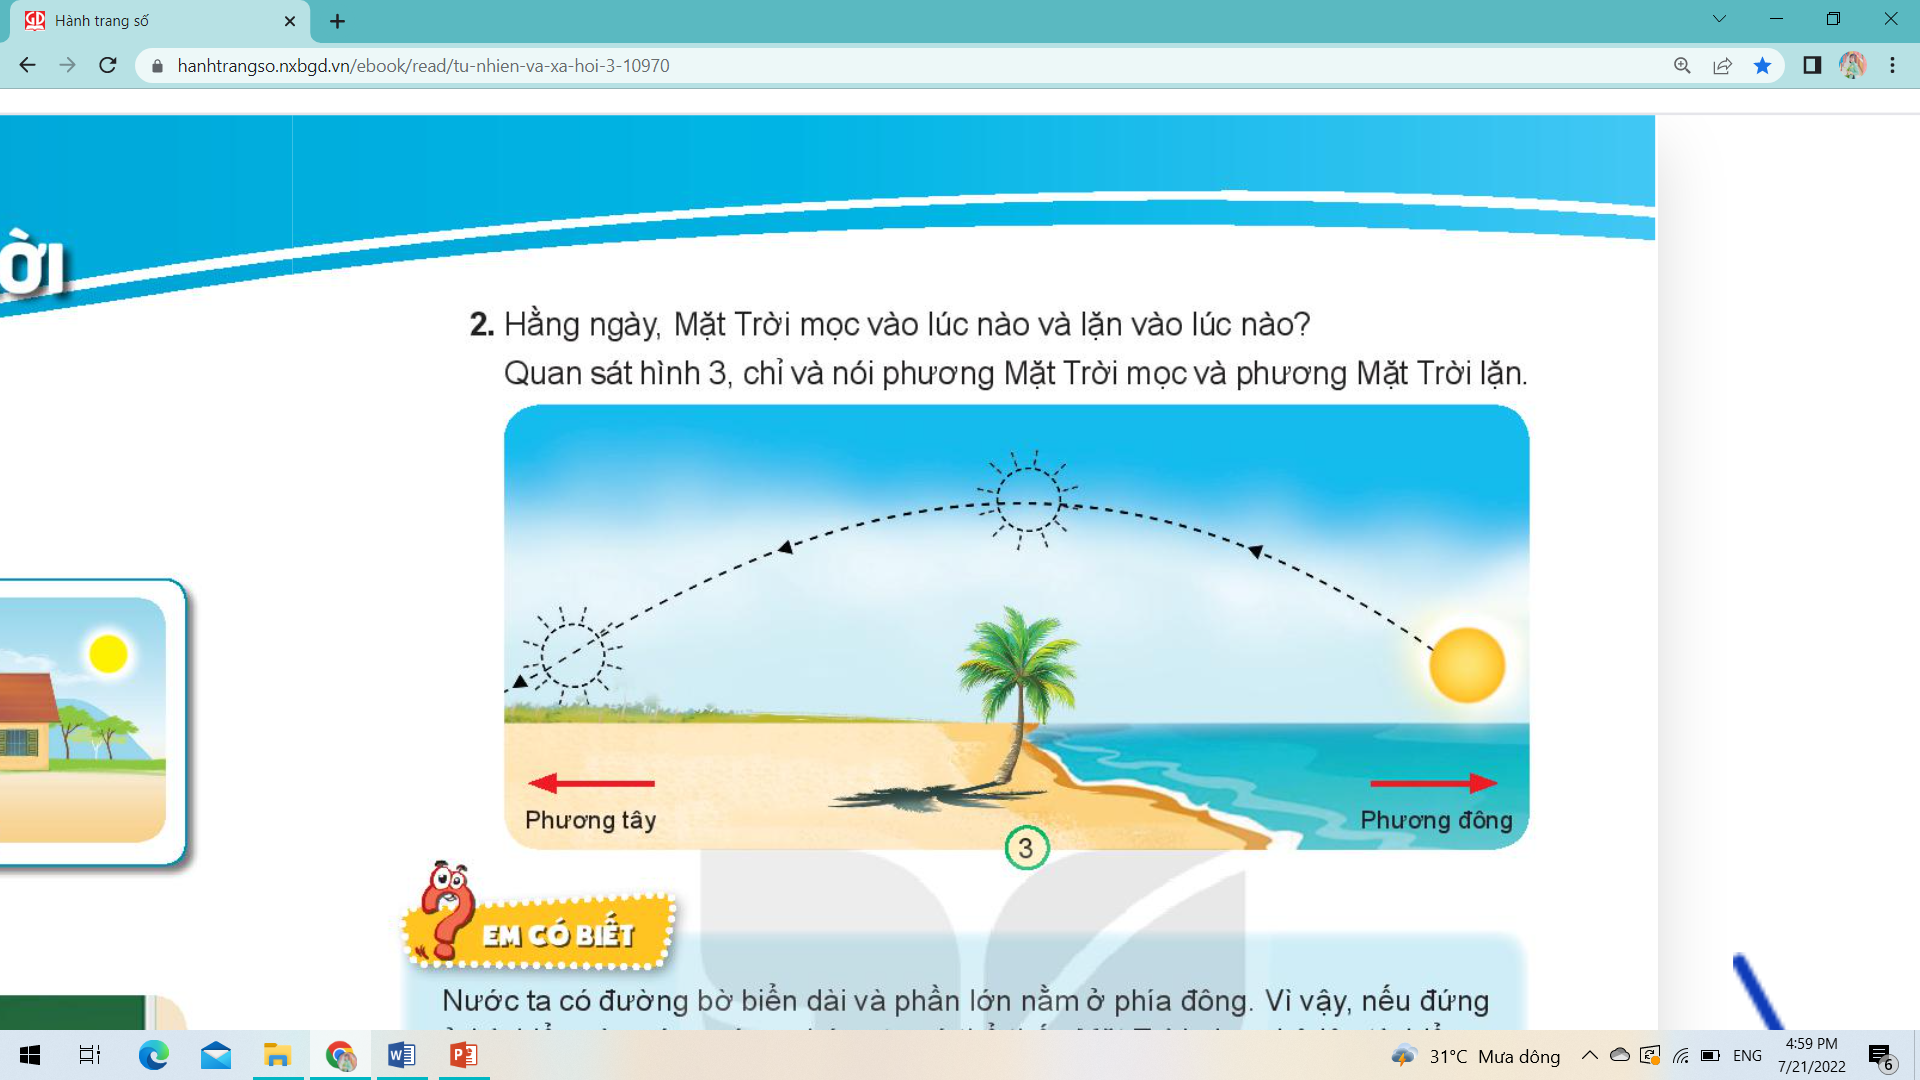 Hành trang số
hanhtrangso.nxbgd.vn/ebook/read/tu-nhien-va-xa-hoi-3-10970
ỜI
2. Hằng ngày, Mặt Trời mọc vào lúc nào và lặn vào lúc nào?
Quan sát hình 3, chỉ và nói phương Mặt Trời mọc và phương Mặt Trời lặn.
Phương tây
Phương đông
3
EM CÓ BIẾT
Nước ta có đường bờ biển dài và phần lớn nằm ở phía đông. Vì vậy, nếu đứng
31°C Mưa dông
ENG
4:59 PM
7/21/2022
6